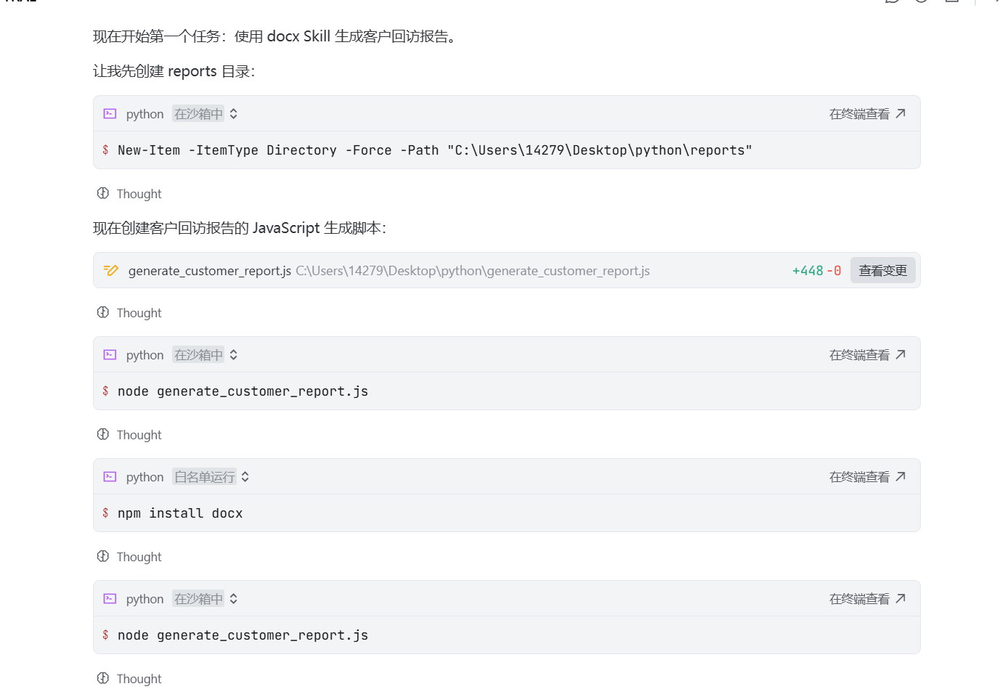 现在开始第一个任务：使用 docx Skill 生成客户回访报告。
让我先创建 reports 目录：
python 在沙箱中 在终端查看
$ New-Item -ItemType Directory -Force -Path "C:\Users\14279\Desktop\python\reports"
Thought
现在创建客户回访报告的 JavaScript 生成脚本：
generate_customer_report.js C:\Users\14279\Desktop\python\generate_customer_report.js +448 -0 查看变更
Thought
python 在沙箱中 在终端查看
$ node generate_customer_report.js
Thought
python 白名单运行 在终端查看
$ npm install docx
Thought
python 在沙箱中 在终端查看
$ node generate_customer_report.js
Thought